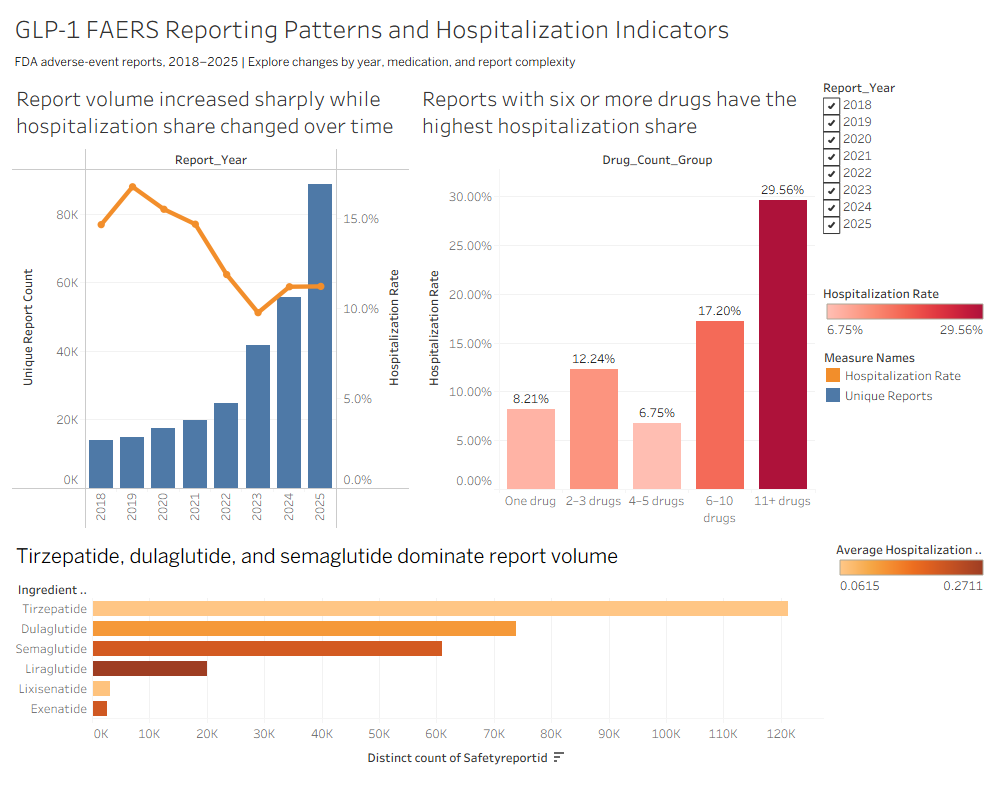 GLP-1 FAERS Reporting Patterns and Hospitalization Indicators
FDA adverse-event reports, 2018–2025 | Explore changes by year, medication, and report complexity
Report volume increased sharply while
hospitalization share changed over time
Report_Year
80K
60K
40K
20K
0K
Unique Report Count
15.0%
10.0%
5.0%
0.0%
Hospitalization Rate
2018
2019
2020
2021
2022
2023
2024
2025
Reports with six or more drugs have the
highest hospitalization share
Drug_Count_Group
Hospitalization Rate
30.00%
25.00%
20.00%
15.00%
10.00%
5.00%
0.00%
8.21%
12.24%
6.75%
17.20%
29.56%
One drug
2–3 drugs
4–5 drugs
6–10
drugs
11+ drugs
Report_Year
2018
2019
2020
2021
2022
2023
2024
2025
Hospitalization Rate
6.75%
29.56%
Measure Names
Hospitalization Rate
Unique Reports
Tirzepatide, dulaglutide, and semaglutide dominate report volume
Ingredient ..
Tirzepatide
Dulaglutide
Semaglutide
Liraglutide
Lixisenatide
Exenatide
0K
10K
20K
30K
40K
50K
60K
70K
80K
90K
100K
110K
120K
Distinct count of Safetyreportid
Average Hospitalization ..
0.0615
0.2711